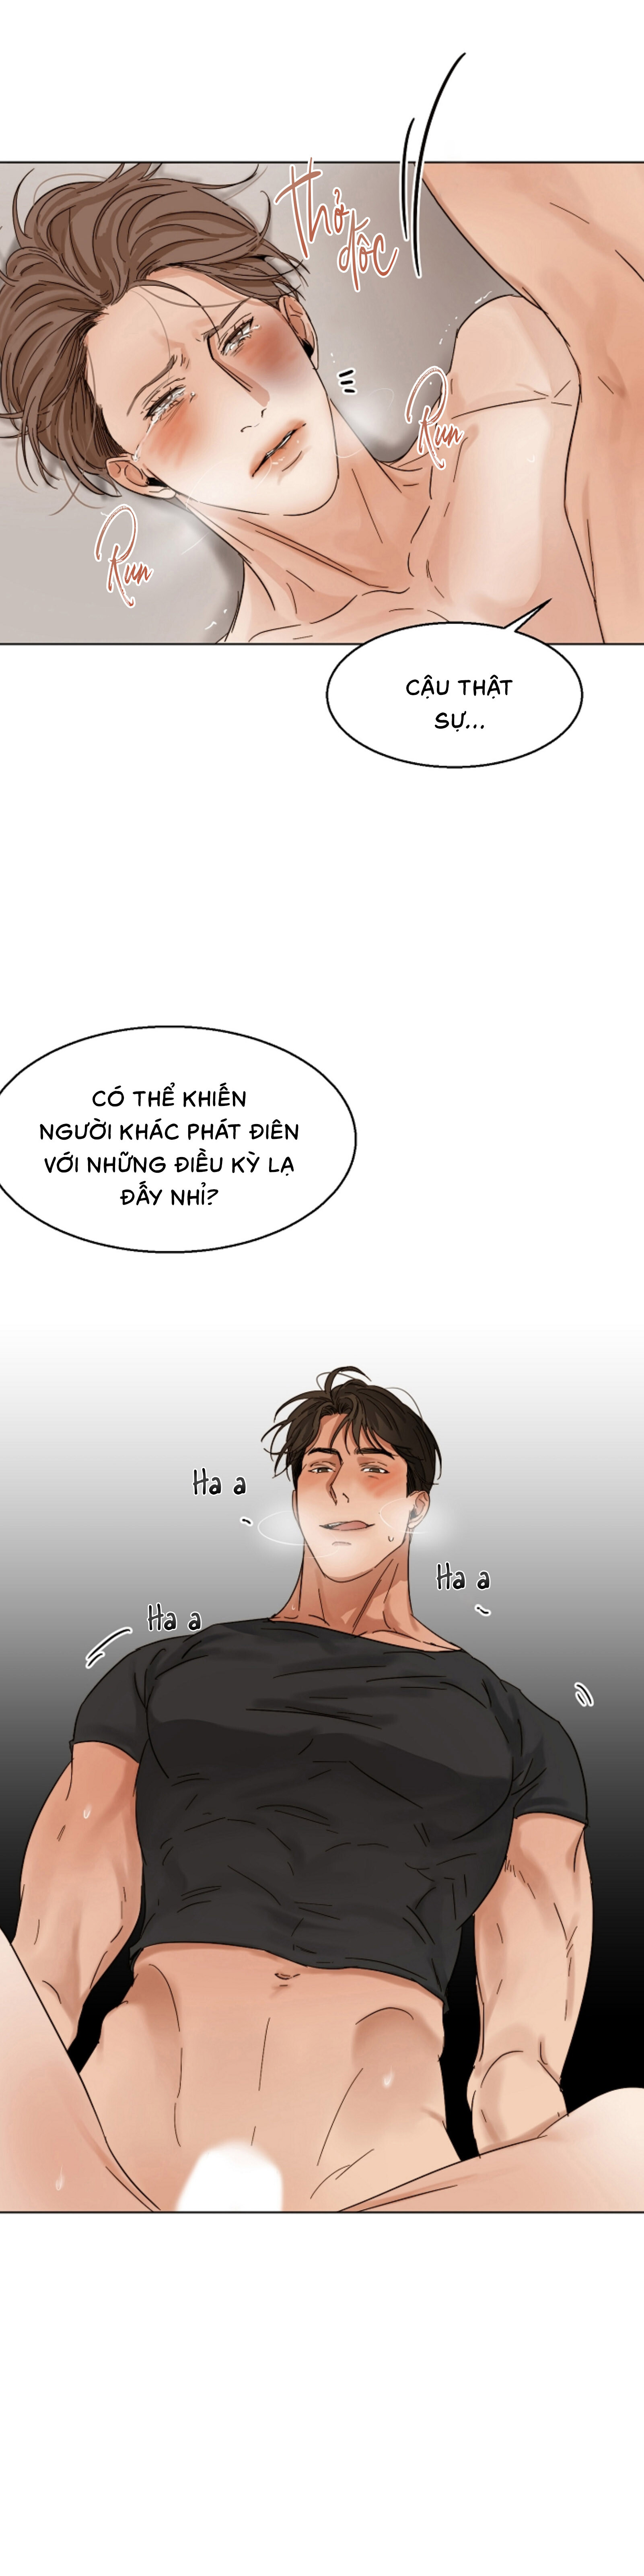 Thở
dốc
Run
Run
CẬU THẬT
SỰ...
CÓ THỂ KHIẾN
NGƯỜI KHÁC PHÁT ĐIÊN
VỚI NHỮNG ĐIỀU KỲ LẠ
ĐẤY NHỈ?
Ha a
Ha a
Ha a